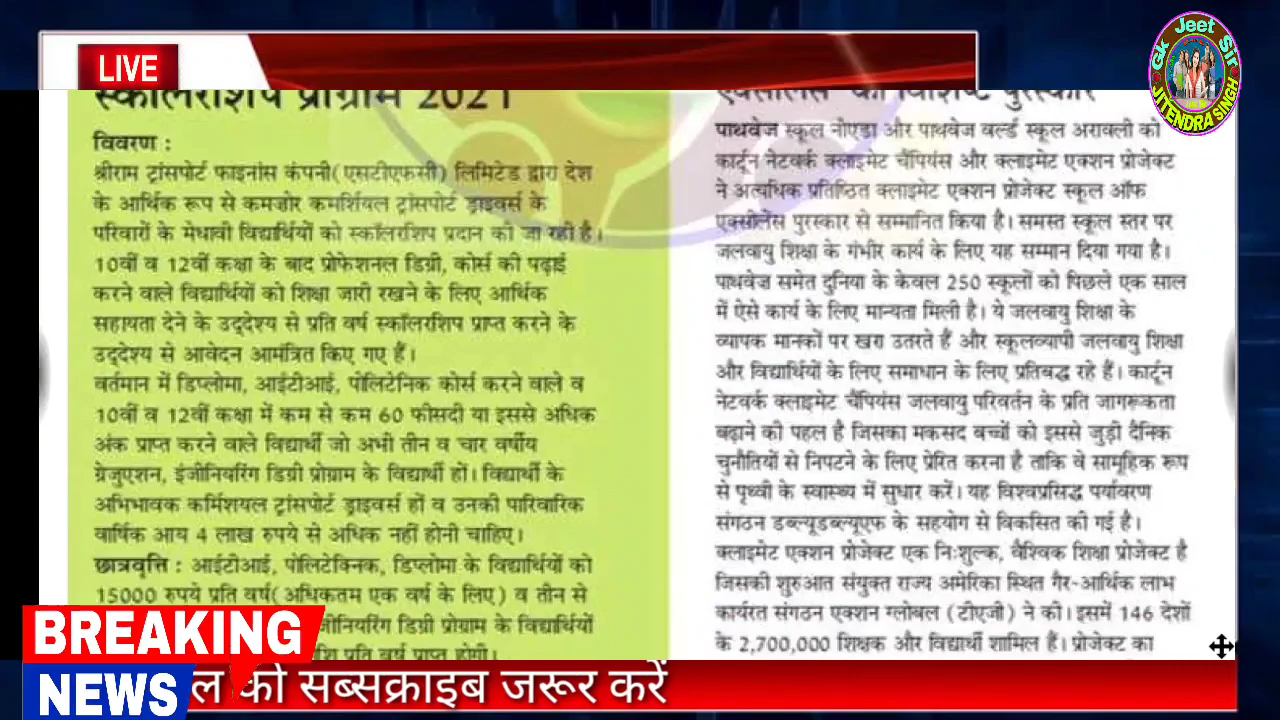 LIVE
Gk Jeet Sir
JITENDRA SINGH
स्कॉलरशिप प्रोग्राम 2021
विवरण :
श्रीराम ट्रांसपोर्ट फाइनांस कंपनी(एसटीएफसी) लिमिटेड द्वारा देश
के आर्थिक रूप से कमजोर कमर्शियल ट्रांसपोर्ट ड्राइवर्स के
परिवारों के मेधावी विद्यार्थियों को स्कॉलरशिप प्रदान की जा रही है।
10वीं व 12वीं कक्षा के बाद प्रोफेशनल डिग्री, कोर्स की पढ़ाई
करने वाले विद्यार्थियों को शिक्षा जारी रखने के लिए आर्थिक
सहायता देने के उद्देश्य से प्रति वर्ष स्कॉलरशिप प्राप्त करने के
उद्देश्य से आवेदन आमंत्रित किए गए हैं।
वर्तमान में डिप्लोमा, आईटीआई, पोलिटेनिक कोर्स करने वाले व
10वीं व 12वीं कक्षा में कम से कम 60 फीसदी या इससे अधिक
अंक प्राप्त करने वाले विद्यार्थी जो अभी तीन व चार वर्षीय
ग्रेजुएशन, इंजीनियरिंग डिग्री प्रोग्राम के विद्यार्थी हों। विद्यार्थी के
अभिभावक कर्मिशयल ट्रांसपोर्ट ड्राइवर्स हों व उनकी पारिवारिक
वार्षिक आय 4 लाख रुपये से अधिक नहीं होनी चाहिए।
छात्रवृत्ति : आईटीआई, पोलिटेक्निक, डिप्लोमा के विद्यार्थियों को
15000 रुपये प्रति वर्ष(अधिकतम एक वर्ष के लिए) व तीन से
जीनियरिंग डिग्री प्रोग्राम के विद्यार्थियों
शि प्रति वर्ष प्राप्त होगी।
एक्सीलेंस' का विशिष्ट पुरस्कार
पाथवेज स्कूल नोएडा और पाथवेज वर्ल्ड स्कूल अरावली को
कार्टून नेटवर्क क्लाइमेट चैंपियंस और क्लाइमेट एक्शन प्रोजेक्ट
ने अत्यधिक प्रतिष्ठित क्लाइमेट एक्शन प्रोजेक्ट स्कूल ऑफ
एक्सीलेंस पुरस्कार से सम्मानित किया है। समस्त स्कूल स्तर पर
जलवायु शिक्षा के गंभीर कार्य के लिए यह सम्मान दिया गया है।
पाथवेज समेत दुनिया के केवल 250 स्कूलों को पिछले एक साल
में ऐसे कार्य के लिए मान्यता मिली है। ये जलवायु शिक्षा के
व्यापक मानकों पर खरा उतरते हैं और स्कूलव्यापी जलवायु शिक्षा
और विद्यार्थियों के लिए समाधान के लिए प्रतिबद्ध रहे हैं। कार्टून
नेटवर्क क्लाइमेट चैंपियंस जलवायु परिवर्तन के प्रति जागरूकता
बढ़ाने की पहल है जिसका मकसद बच्चों को इससे जुड़ी दैनिक
चुनौतियों से निपटने के लिए प्रेरित करना है ताकि वे सामूहिक रूप
से पृथ्वी के स्वास्थ्य में सुधार करें। यह विश्वप्रसिद्ध पर्यावरण
संगठन डब्ल्यूडब्ल्यूएफ के सहयोग से विकसित की गई है।
क्लाइमेट एक्शन प्रोजेक्ट एक निःशुल्क, वैश्विक शिक्षा प्रोजेक्ट है
जिसकी शुरुआत संयुक्त राज्य अमेरिका स्थित गैर-आर्थिक लाभ
कार्यरत संगठन एक्शन ग्लोबल (टीएजी) ने की। इसमें 146 देशों
के 2,700,000 शिक्षक और विद्यार्थी शामिल हैं। प्रोजेक्ट का
BREAKING
NEWS
ल को सब्सक्राइब जरूर करें